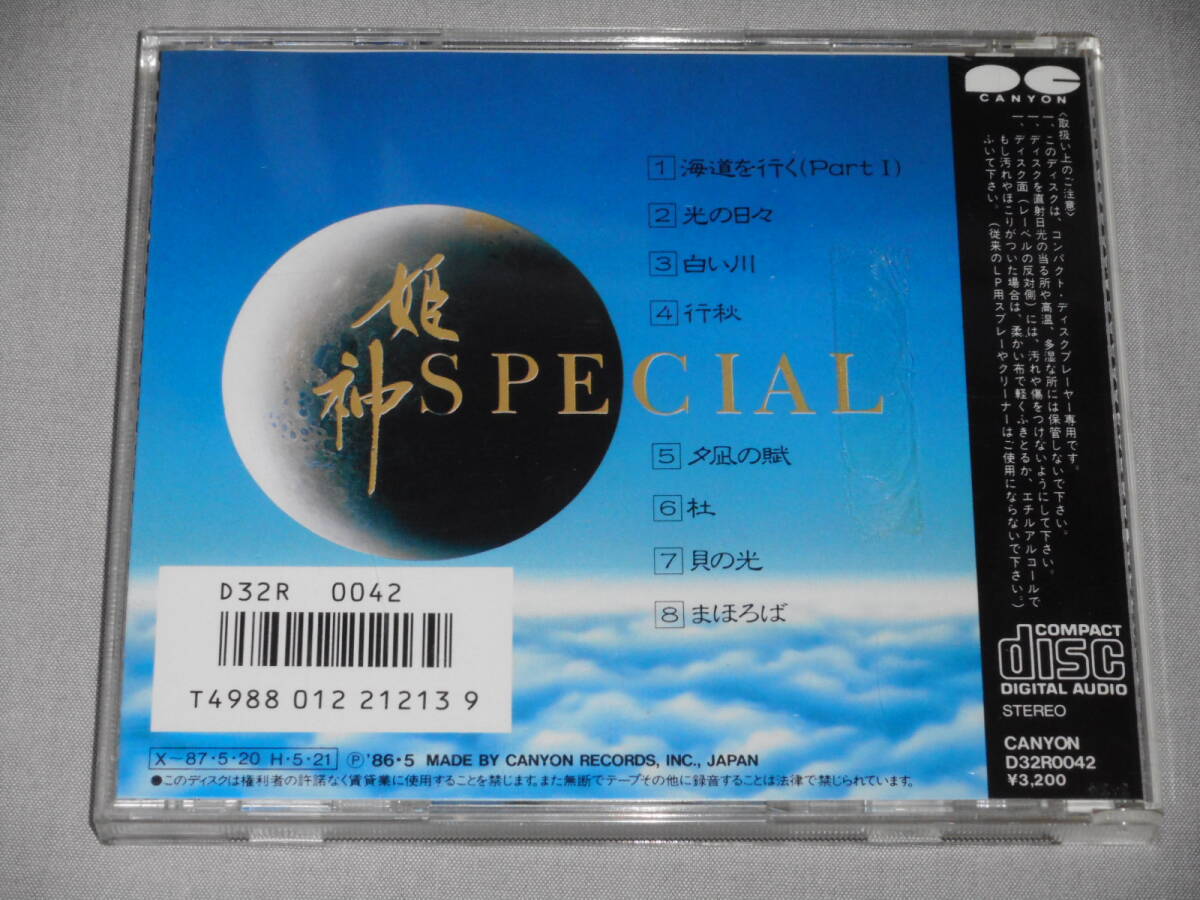 1 海道を行く(Part I)
2 光の日々
3 白い川
4 行秋
姫神 SPECIAL
5 夕凪の賦
6 杜
7 貝の光
8 まほろば
D32R 0042
T4988 012 21213 9
X~87・5・20 H・5・21 Ⓟ'86・5 MADE BY CANYON RECORDS, INC., JAPAN
●このディスクは権利者の許諾なく賃貸業に使用することを禁じます。また無断でテープその他に録音することは法律で禁じられています。
PC
CANYON
〈取扱い上のご注意〉
一、このディスクは、コンパクト・ディスクプレーヤー専用です。
一、ディスクを直射日光の当る所や高温、多湿な所には保管しないで下さい。
一、ディスク面(レーベルの反対側)には、汚れや傷をつけないようにして下さい。
もし汚れやほこりがついた場合は、柔かい布で軽くふきとるか、エチルアルコールで
ふいて下さい。(従来のLP用スプレーやクリーナーはご使用にならないで下さい。)
COMPACT
disc
DIGITAL AUDIO
STEREO
CANYON
D32R0042
¥3,200